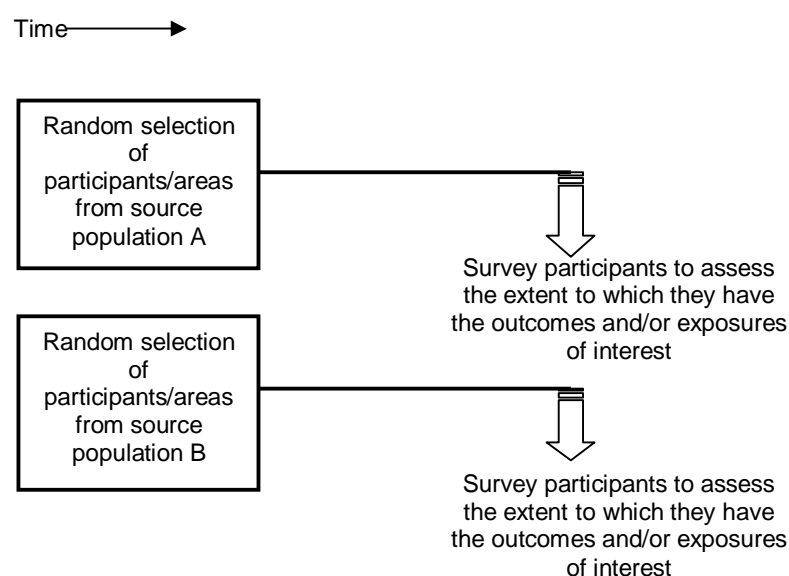 Time
Random selection
of
participants/areas
from source
population A
Survey participants to assess
the extent to which they have
the outcomes and/or exposures
of interest
Random selection
of
participants/areas
from source
population B
Survey participants to assess
the extent to which they have
the outcomes and/or exposures
of interest